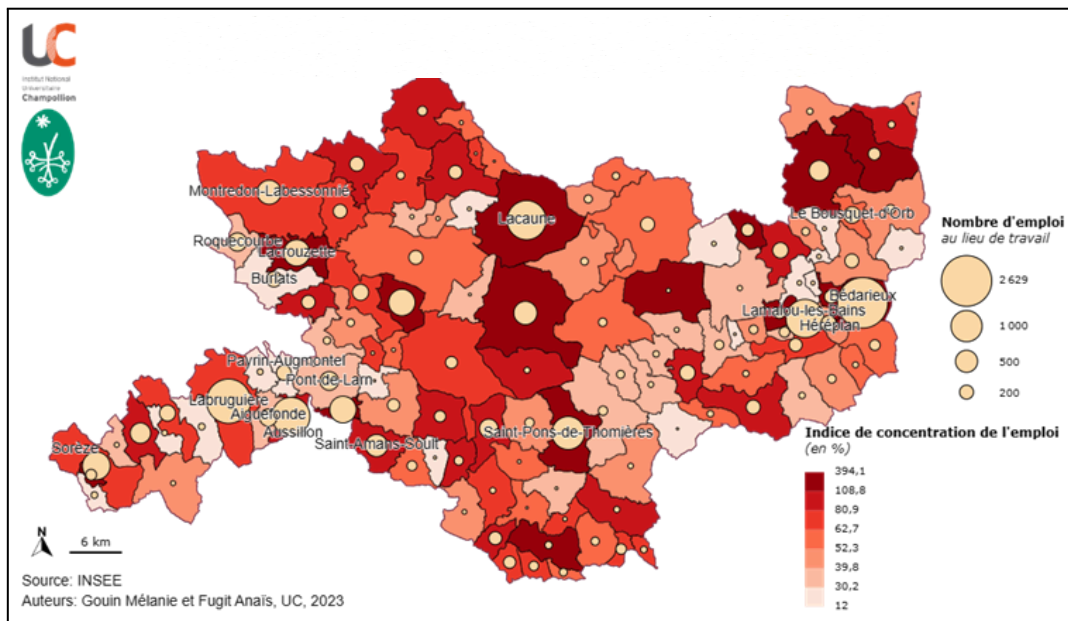 UC
Institut National
Universitaire
Champollion
Montredon-Labessonnié
Lacaune
Le Bousquet-d'Orb
Roquecourbe
Lacrouzette
Burlats
Bédarieux
Lamalou-les-Bains
Hérépian
Payrin-Augmontel
Pont-de-Larn
Labruguière
Aiguefonde
Aussillon
Saint-Amans-Soult
Saint-Pons-de-Thomières
Sorèze
Nombre d'emploi
au lieu de travail
2 629
1 000
500
200
Indice de concentration de l'emploi
(en %)
394,1
108,8
80,9
62,7
52,3
39,8
30,2
12
N
6 km
Source: INSEE
Auteurs: Gouin Mélanie et Fugit Anaïs, UC, 2023